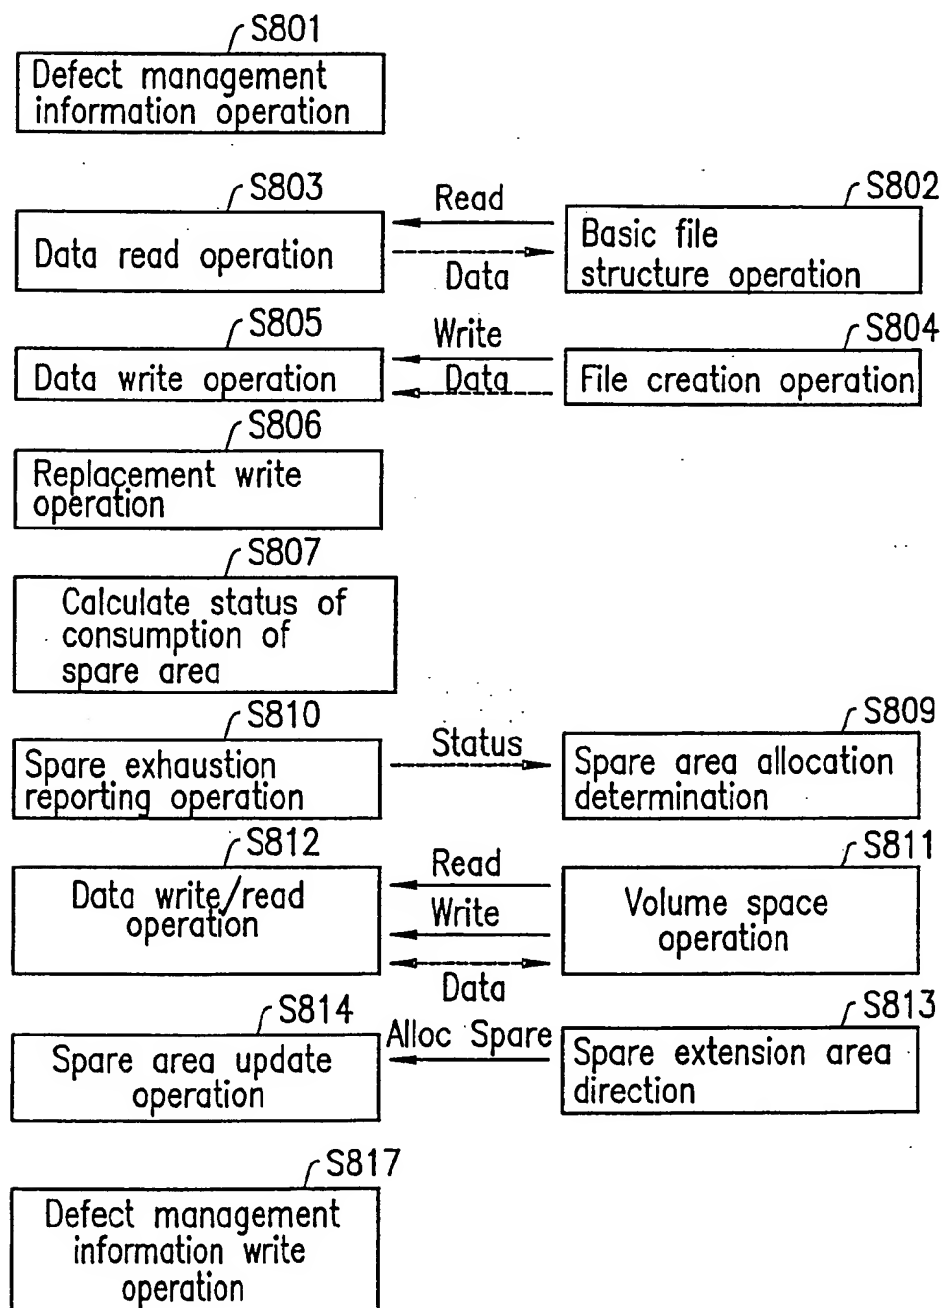 S801
Defect management
information operation
S803
Data read operation
Read
Data
S802
Basic file
structure operation
S805
Data write operation
Write
Data
S804
File creation operation
S806
Replacement write
operation
S807
Calculate status of
consumption of
spare area
S810
Spare exhaustion
reporting operation
Status
S809
Spare area allocation
determination
S812
Data write/read
operation
Read
Write
Data
S811
Volume space
operation
S814
Spare area update
operation
Alloc Spare
S813
Spare extension area
direction
S817
Defect management
information write
operation